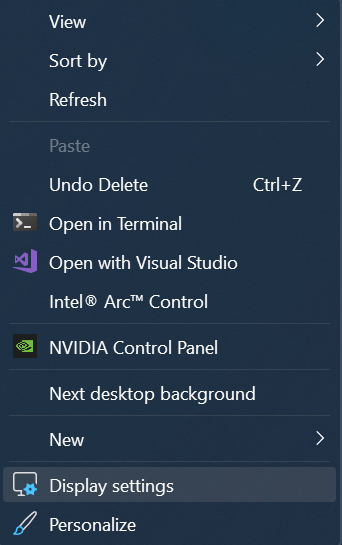 View
Sort by
Refresh
Paste
Undo Delete Ctrl+Z
Open in Terminal
Open with Visual Studio
Intel® Arc™ Control
NVIDIA Control Panel
Next desktop background
New
Display settings
Personalize